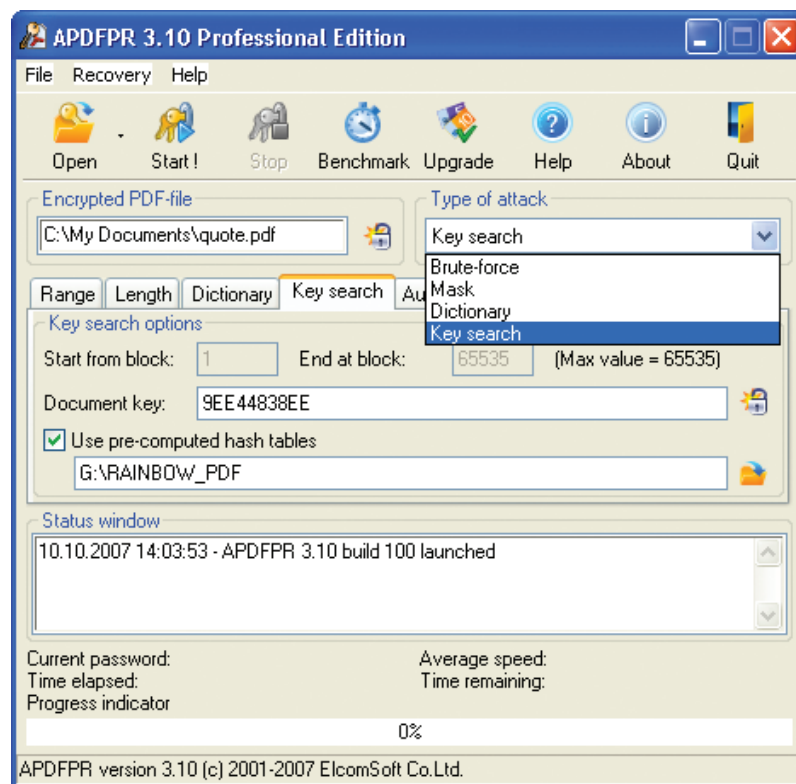 APDFPR 3.10 Professional Edition
File Recovery Help
Open Start! Stop Benchmark Upgrade Help About Quit
Encrypted PDF-file Type of attack
C:\My Documents\quote.pdf Key search
Brute-force
Mask
Dictionary
Key search
Range Length Dictionary Key search Au
Key search options
Start from block: 1 End at block: 65535 (Max value = 65535)
Document key: 9EE44838EE
Use pre-computed hash tables
G:\RAINBOW_PDF
Status window
10.10.2007 14:03:53 - APDFPR 3.10 build 100 launched
Current password: Average speed:
Time elapsed: Time remaining:
Progress indicator
0%
APDFPR version 3.10 (c) 2001-2007 ElcomSoft Co.Ltd.